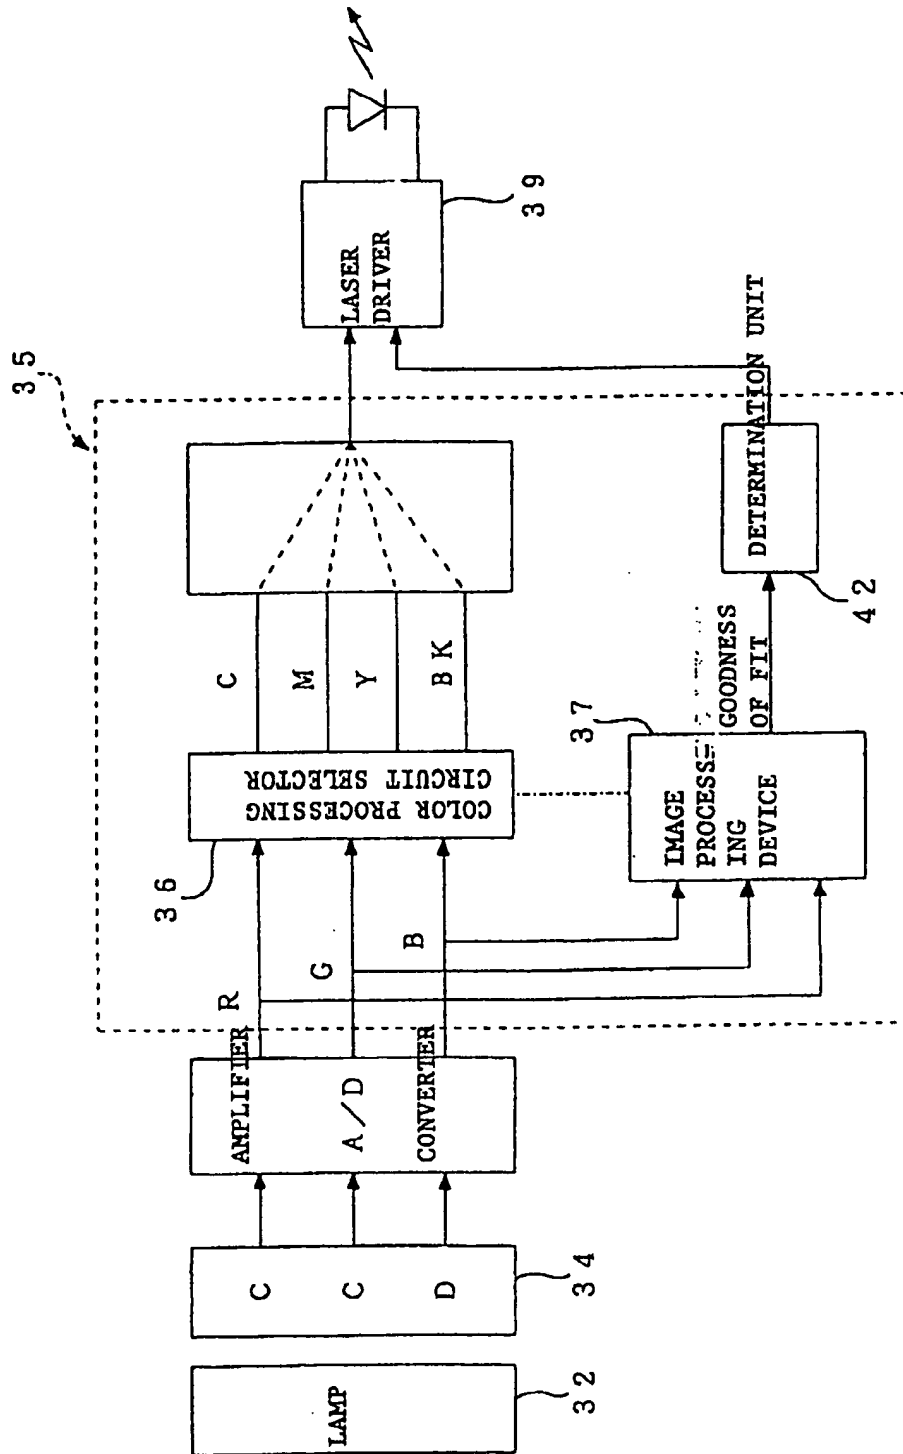 LAMP
32
C
C
D
34
AMPLIFIER
A/D
CONVERTER
R
G
B
35
36
COLOR PROCESSING
CIRCUIT SELECTOR
C
M
Y
BK
IMAGE
PROCESS-
ING
DEVICE
37
GOODNESS
OF FIT
DETERMINATION UNIT
42
LASER
DRIVER
39